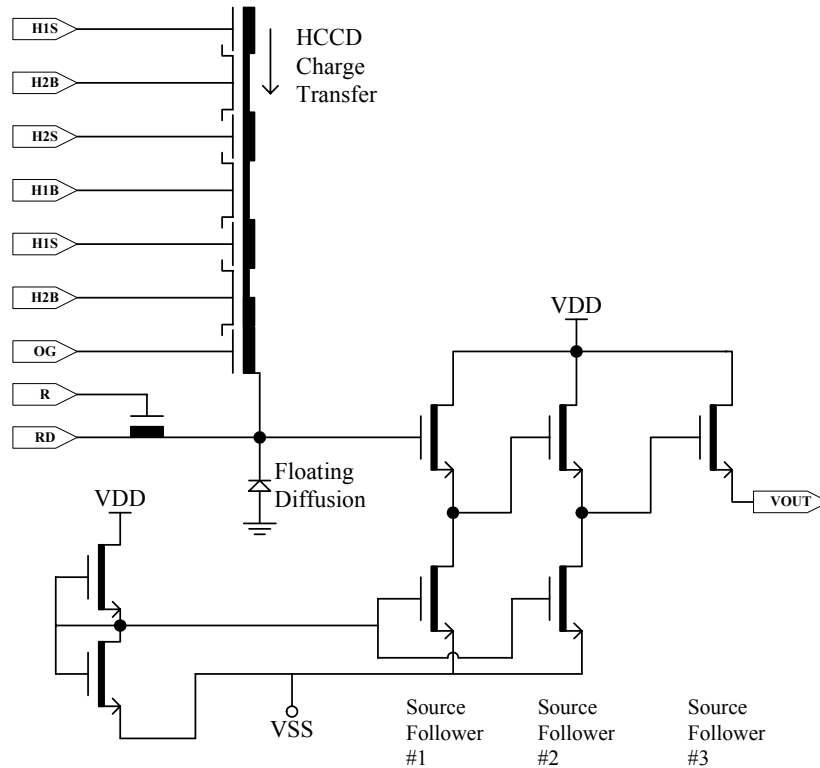 H1S
HCCD
Charge
Transfer
H2B
H2S
H1B
H1S
H2B
OG
VDD
R
RD
Floating
Diffusion
VDD
VOUT
VSS
Source
Follower
#1
Source
Follower
#2
Source
Follower
#3